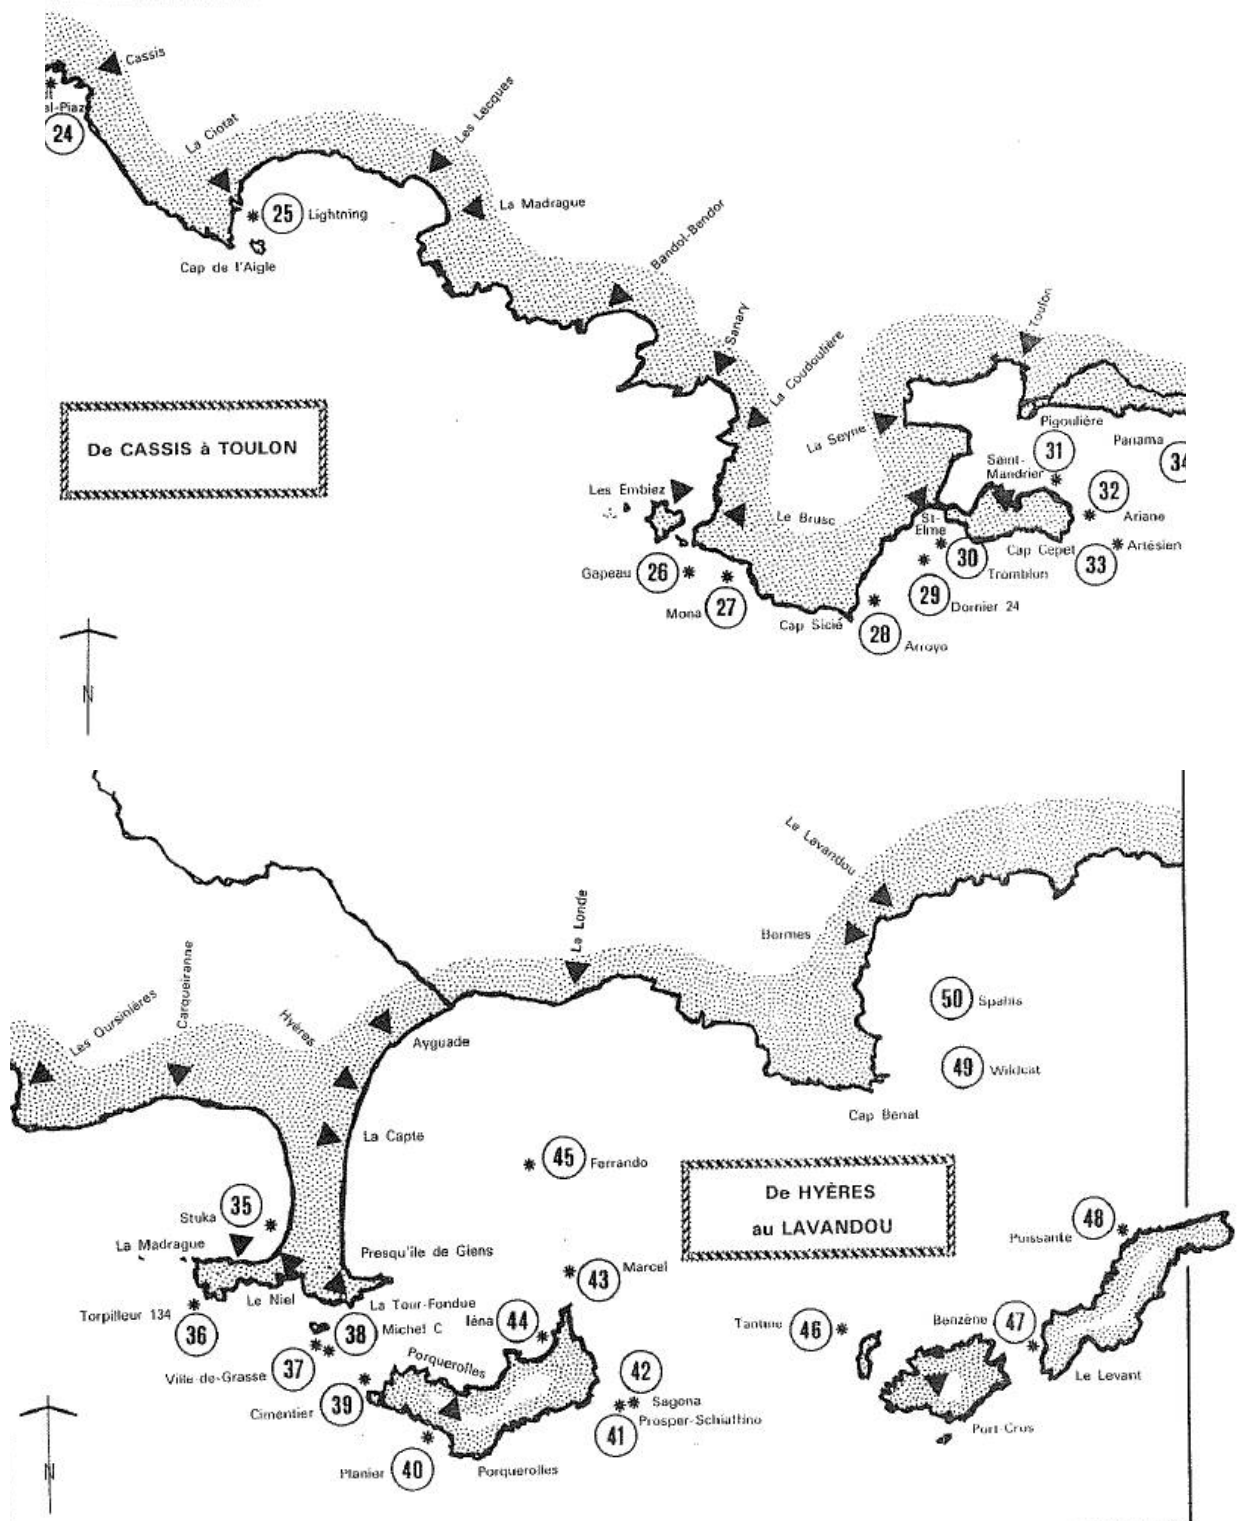 Cassis
al-Piaz
24
La Ciotat
Les Lecques
25 Lightning
La Madrague
Cap de l'Aigle
Bandol-Bendor
Sanary
La Coudoulière
Toulon
De CASSIS à TOULON
La Seyne
Pigoulière
31
Panama
34
Saint-
Mandrier
32
Ariane
Les Embiez
Le Brusc
St-
Elme
Cap Cépet
Artésien
33
30
Tromblon
Gapeau 26
Mona 27
Cap Sicié
29
Dornier 24
28
Arroyo
N
Le Lavandou
La Londe
Bormes
Carqueiranne
Les Oursinières
Hyères
Ayguade
50 Spahis
49 Wildcat
Cap Bénat
La Capte
45 Ferrando
De HYÈRES
au LAVANDOU
35
Stuka
La Madrague
Presqu'île de Giens
48
Puissante
Marcel
43
Le Niel
La Tour-Fondue
Torpilleur 134
36
38 Michel C
Iéna 44
Tantine 46
Benzène 47
Porquerolles
37
Ville-de-Grasse
42
Sagona
Le Levant
Cimentier 39
Prosper-Schiaffino
41
Port-Cros
Planier 40
Porquerolles
N